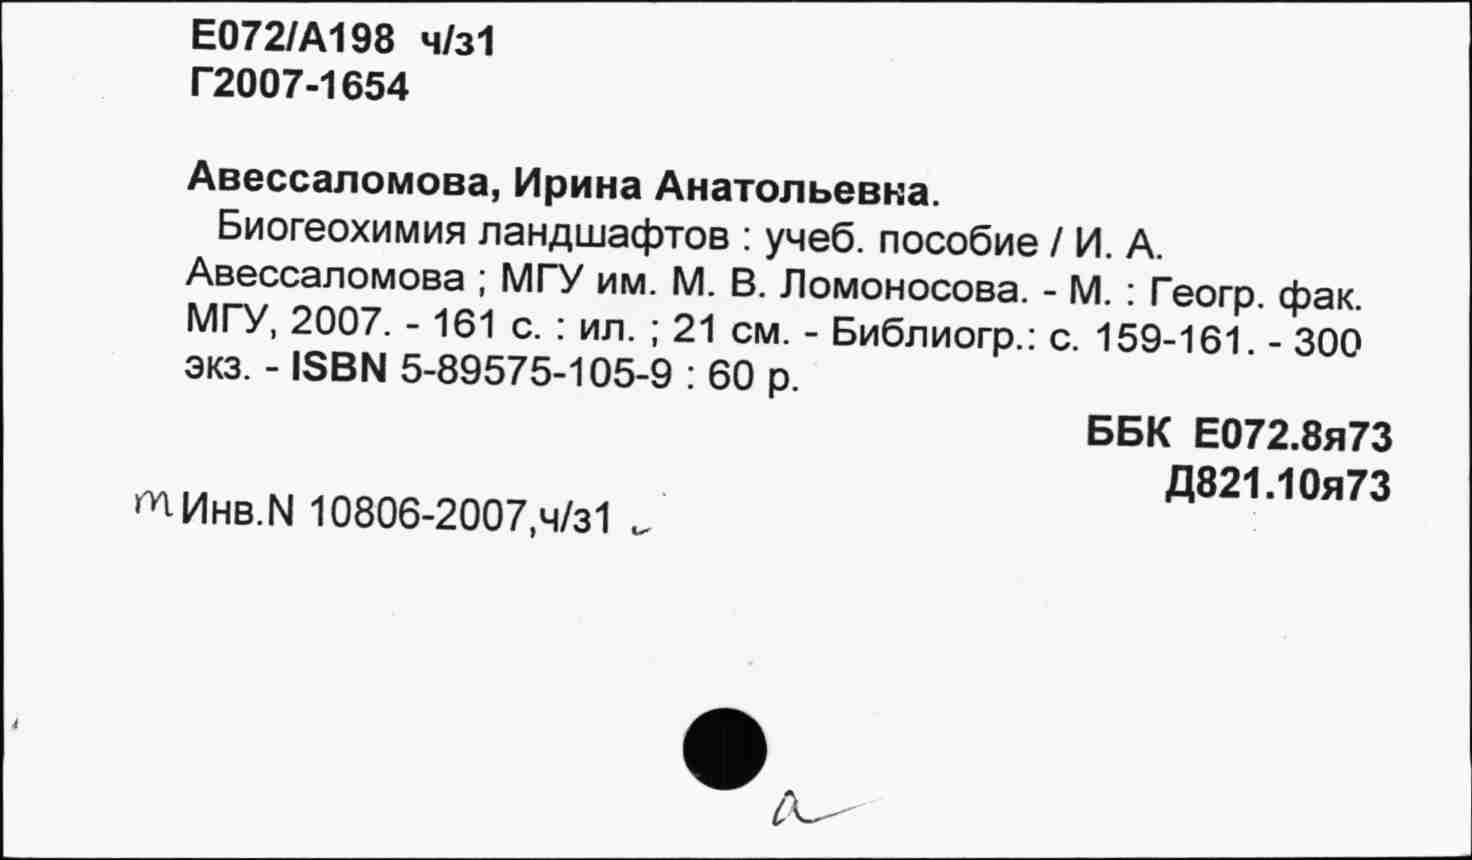 Е072/А198 ч/з1
Г2007-1654
Авессаломова, Ирина Анатольевна.
Биогеохимия ландшафтов : учеб. пособие / И. А.
Авессаломова ; МГУ им. М. В. Ломоносова. - М. : Геогр. фак.
МГУ, 2007. - 161 с. : ил. ; 21 см. - Библиогр.: с. 159-161. - 300
экз. - ISBN 5-89575-105-9 : 60 р.
ББК Е072.8я73
Д821.10я73
т Инв.N 10806-2007,ч/з1
а